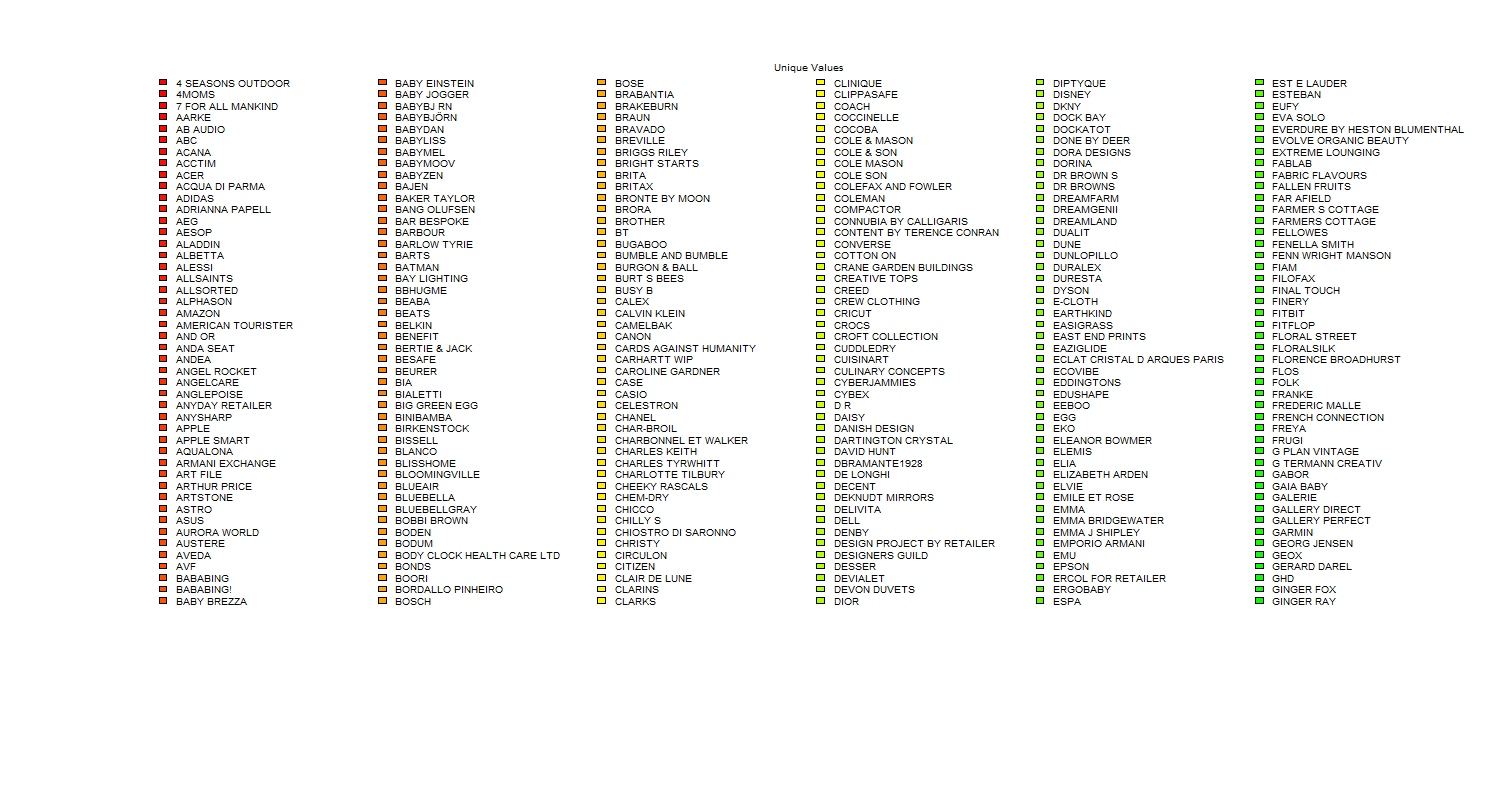 Unique Values
4 SEASONS OUTDOOR
4MOMS
7 FOR ALL MANKIND
AARKE
AB AUDIO
ABC
ACANA
ACCTIM
ACER
ACQUA DI PARMA
ADIDAS
ADRIANNA PAPELL
AEG
AESOP
ALADDIN
ALBETTA
ALESSI
ALLSAINTS
ALLSORTED
ALPHASON
AMAZON
AMERICAN TOURISTER
AND OR
ANDA SEAT
ANDEA
ANGEL ROCKET
ANGELCARE
ANGLEPOISE
ANYDAY RETAILER
ANYSHARP
APPLE
APPLE SMART
AQUALONA
ARMANI EXCHANGE
ART FILE
ARTHUR PRICE
ARTSTONE
ASTRO
ASUS
AURORA WORLD
AUSTERE
AVEDA
AVF
BABABING
BABABING!
BABY BREZZA
BABY EINSTEIN
BABY JOGGER
BABYBJ RN
BABYBJÖRN
BABYDAN
BABYLISS
BABYMEL
BABYMOOV
BABYZEN
BAJEN
BAKER TAYLOR
BANG OLUFSEN
BAR BESPOKE
BARBOUR
BARLOW TYRIE
BARTS
BATMAN
BAY LIGHTING
BBHUGME
BEABA
BEATS
BELKIN
BENEFIT
BERTIE & JACK
BESAFE
BEURER
BIA
BIALETTI
BIG GREEN EGG
BINIBAMBA
BIRKENSTOCK
BISSELL
BLANCO
BLISSHOME
BLOOMINGVILLE
BLUEAIR
BLUEBELLA
BLUEBELLGRAY
BOBBI BROWN
BODEN
BODUM
BODY CLOCK HEALTH CARE LTD
BONDS
BOORI
BORDALLO PINHEIRO
BOSCH
BOSE
BRABANTIA
BRAKEBURN
BRAUN
BRAVADO
BREVILLE
BRIGGS RILEY
BRIGHT STARTS
BRITA
BRITAX
BRONTE BY MOON
BRORA
BROTHER
BT
BUGABOO
BUMBLE AND BUMBLE
BURGON & BALL
BURT S BEES
BUSY B
CALEX
CALVIN KLEIN
CAMELBAK
CANON
CARDS AGAINST HUMANITY
CARHARTT WIP
CAROLINE GARDNER
CASE
CASIO
CELESTRON
CHANEL
CHAR-BROIL
CHARBONNEL ET WALKER
CHARLES KEITH
CHARLES TYRWHITT
CHARLOTTE TILBURY
CHEEKY RASCALS
CHEM-DRY
CHICCO
CHILLY S
CHIOSTRO DI SARONNO
CHRISTY
CIRCULON
CITIZEN
CLAIR DE LUNE
CLARINS
CLARKS
CLINIQUE
CLIPPASAFE
COACH
COCCINELLE
COCOBA
COLE & MASON
COLE & SON
COLE MASON
COLE SON
COLEFAX AND FOWLER
COLEMAN
COMPACTOR
CONNUBIA BY CALLIGARIS
CONTENT BY TERENCE CONRAN
CONVERSE
COTTON ON
CRANE GARDEN BUILDINGS
CREATIVE TOPS
CREED
CREW CLOTHING
CRICUT
CROCS
CROFT COLLECTION
CUDDLEDRY
CUISINART
CULINARY CONCEPTS
CYBERJAMMIES
CYBEX
D R
DAISY
DANISH DESIGN
DARTINGTON CRYSTAL
DAVID HUNT
DBRAMANTE1928
DE LONGHI
DECENT
DEKNUDT MIRRORS
DELIVITA
DELL
DENBY
DESIGN PROJECT BY RETAILER
DESIGNERS GUILD
DESSER
DEVIALET
DEVON DUVETS
DIOR
DIPTYQUE
DISNEY
DKNY
DOCK BAY
DOCKATOT
DONE BY DEER
DORA DESIGNS
DORINA
DR BROWN S
DR BROWNS
DREAMFARM
DREAMGENII
DREAMLAND
DUALIT
DUNE
DUNLOPILLO
DURALEX
DURESTA
DYSON
E-CLOTH
EARTHKIND
EASIGRASS
EAST END PRINTS
EAZIGLIDE
ECLAT CRISTAL D ARQUES PARIS
ECOVIBE
EDDINGTONS
EDUSHAPE
EEBOO
EGG
EKO
ELEANOR BOWMER
ELEMIS
ELIA
ELIZABETH ARDEN
ELVIE
EMILE ET ROSE
EMMA
EMMA BRIDGEWATER
EMMA J SHIPLEY
EMPORIO ARMANI
EMU
EPSON
ERCOL FOR RETAILER
ERGOBABY
ESPA
EST E LAUDER
ESTEBAN
EUFY
EVA SOLO
EVERDURE BY HESTON BLUMENTHAL
EVOLVE ORGANIC BEAUTY
EXTREME LOUNGING
FABLAB
FABRIC FLAVOURS
FALLEN FRUITS
FAR AFIELD
FARMER S COTTAGE
FARMERS COTTAGE
FELLOWES
FENELLA SMITH
FENN WRIGHT MANSON
FIAM
FILOFAX
FINAL TOUCH
FINERY
FITBIT
FITFLOP
FLORAL STREET
FLORALSILK
FLORENCE BROADHURST
FLOS
FOLK
FRANKE
FREDERIC MALLE
FRENCH CONNECTION
FREYA
FRUGI
G PLAN VINTAGE
G TERMANN CREATIV
GABOR
GAIA BABY
GALERIE
GALLERY DIRECT
GALLERY PERFECT
GARMIN
GEORG JENSEN
GEOX
GERARD DAREL
GHD
GINGER FOX
GINGER RAY